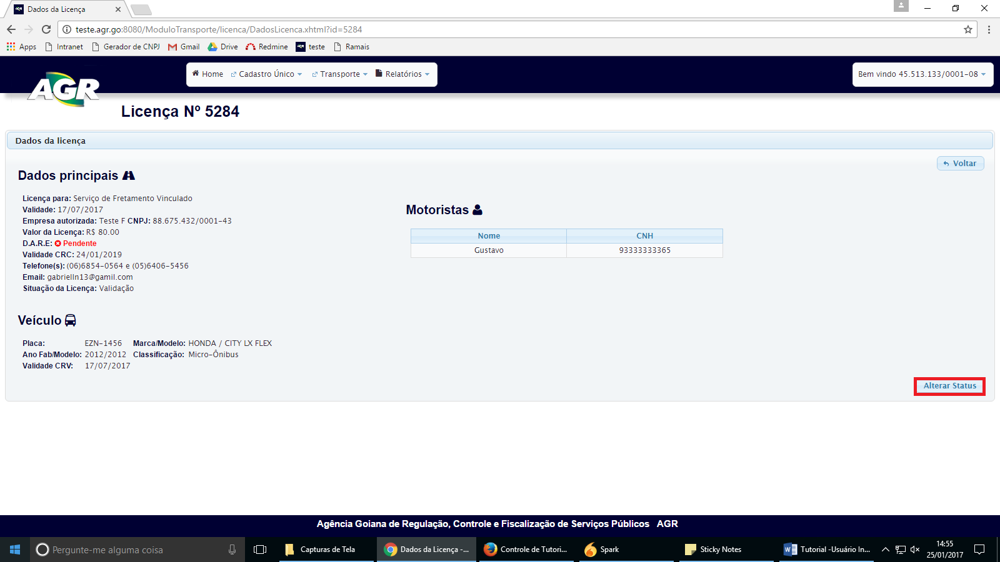 Dados da Licença
teste.agr.go:8080/ModuloTransporte/licenca/DadosLicenca.xhtml?id=5284
Apps Intranet Gerador de CNPJ Gmail Drive Redmine teste Ramais
AGR
Home Cadastro Único Transporte Relatórios
Bem vindo 45.513.133/0001-08
Licença Nº 5284
Dados da licença
Voltar
Dados principais
Licença para: Serviço de Fretamento Vinculado
Validade: 17/07/2017
Empresa autorizada: Teste F CNPJ: 88.675.432/0001-43
Valor da Licença: R$ 80.00
D.A.R.E: Pendente
Validade CRC: 24/01/2019
Telefone(s): (06)6854-0564 e (05)6406-5456
Email: gabrielln13@gamil.com
Situação da Licença: Validação
Motoristas
Nome CNH
Gustavo 93333333365
Veículo
Placa: EZN-1456 Marca/Modelo: HONDA / CITY LX FLEX
Ano Fab/Modelo: 2012/2012 Classificação: Micro-Ônibus
Validade CRV: 17/07/2017
Alterar Status
Agência Goiana de Regulação, Controle e Fiscalização de Serviços Públicos AGR
Pergunte-me alguma coisa
Capturas de Tela
Dados da Licença -...
Controle de Tutori...
Spark
Sticky Notes
Tutorial -Usuário In...
14:55
25/01/2017